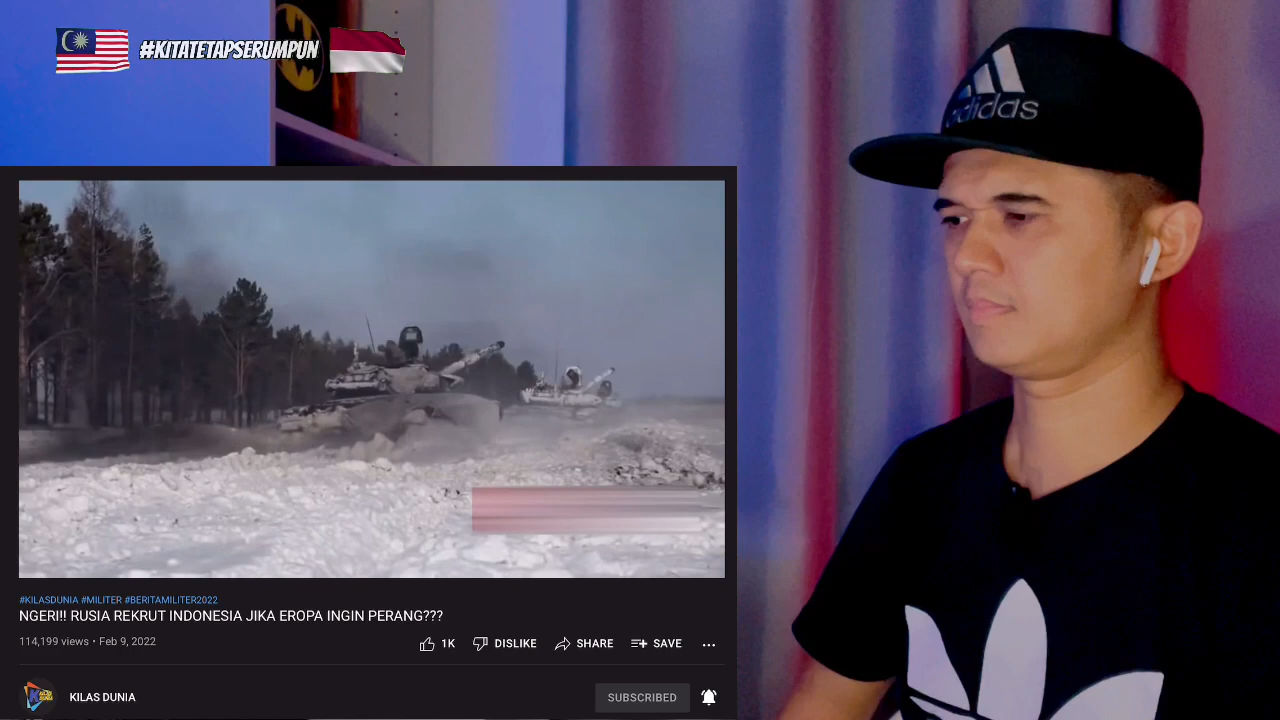 #KITATETAPSERUMPUN
adidas
#KILASDUNIA #MILITER #BERITAMILITER2022
NGERI!! RUSIA REKRUT INDONESIA JIKA EROPA INGIN PERANG???
114,199 views • Feb 9, 2022
1K
DISLIKE
SHARE
SAVE
KILAS DUNIA
SUBSCRIBED